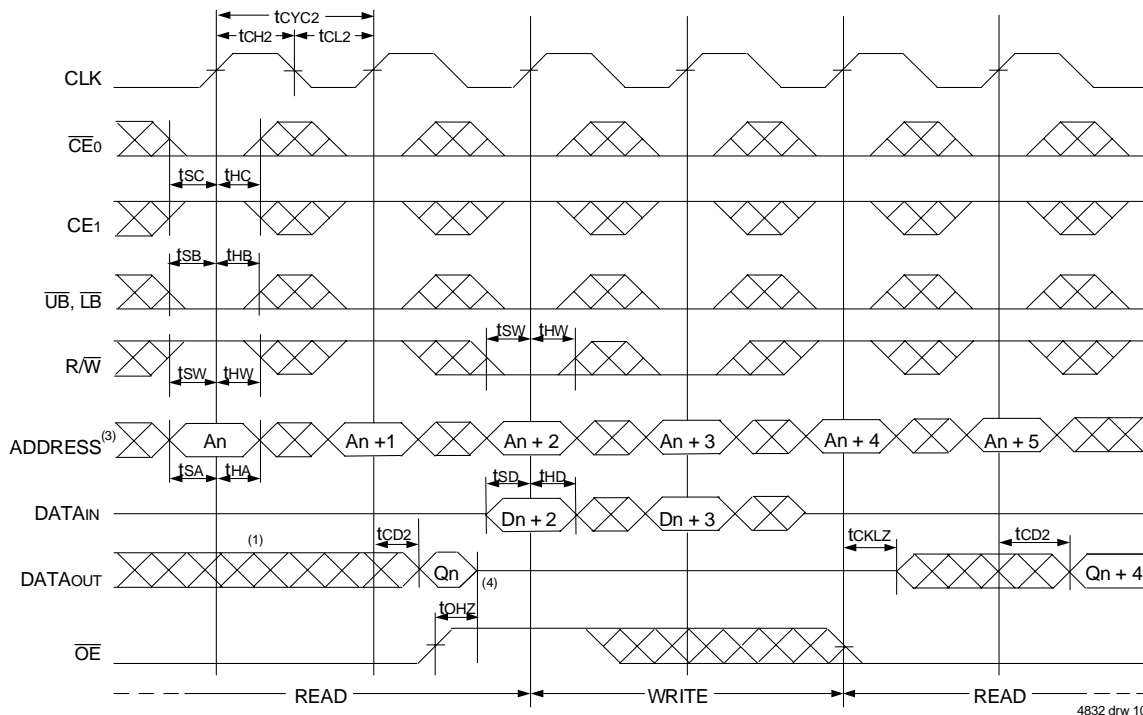 tCYC2
tCH2 tCL2
CLK
CE0
tSC tHC
CE1
tSB tHB
UB, LB
tSW tHW
R/W
tSW tHW
ADDRESS(3) An An +1 An + 2 An + 3 An + 4 An + 5
tSA tHA tSD tHD
DATAIN Dn + 2 Dn + 3
(1) tCD2 tCKLZ tCD2
DATAOUT Qn (4) Qn + 4
tOHZ
OE
READ WRITE READ
4832 drw 10